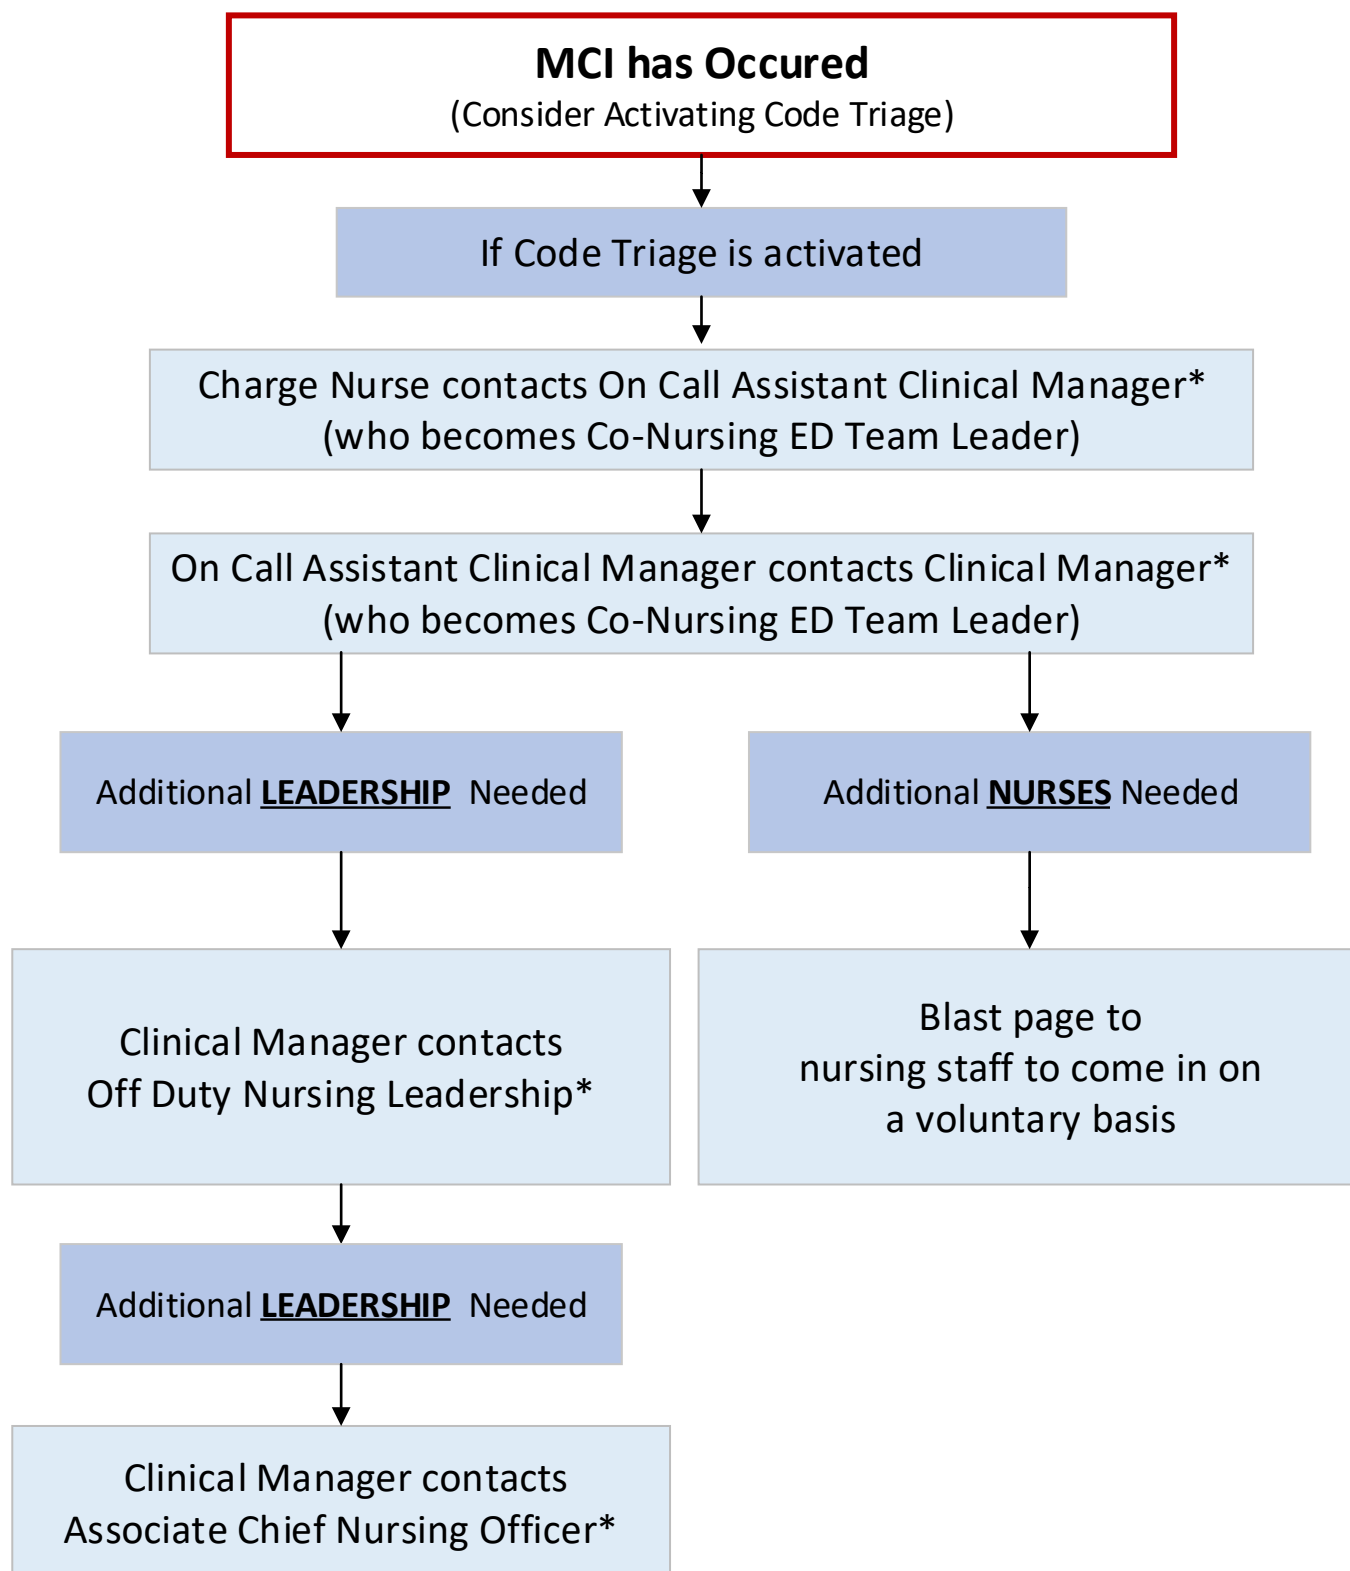 MCI has Occured
(Consider Activating Code Triage)
If Code Triage is activated
Charge Nurse contacts On Call Assistant Clinical Manager*
(who becomes Co-Nursing ED Team Leader)
On Call Assistant Clinical Manager contacts Clinical Manager*
(who becomes Co-Nursing ED Team Leader)
Additional LEADERSHIP Needed
Additional NURSES Needed
Clinical Manager contacts
Off Duty Nursing Leadership*
Blast page to
nursing staff to come in on
a voluntary basis
Additional LEADERSHIP Needed
Clinical Manager contacts
Associate Chief Nursing Officer*